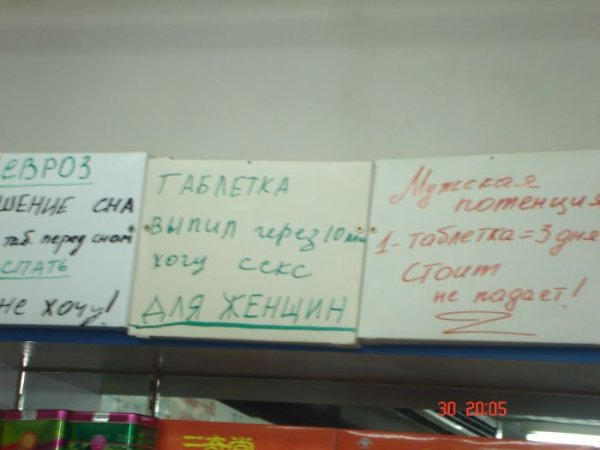 ЕВРОЗ
ШЕНИЕ СНА
таб. перед сном
СПАТЬ
не хочу!
ТАБЛЕТКА
ВЫПИЛ через 10 мин
хочу секс
ДЛЯ ЖЕНЩИН
Мужская
потенция
1-таблетка=3 дня
Стоит
не падает!
30 20:05